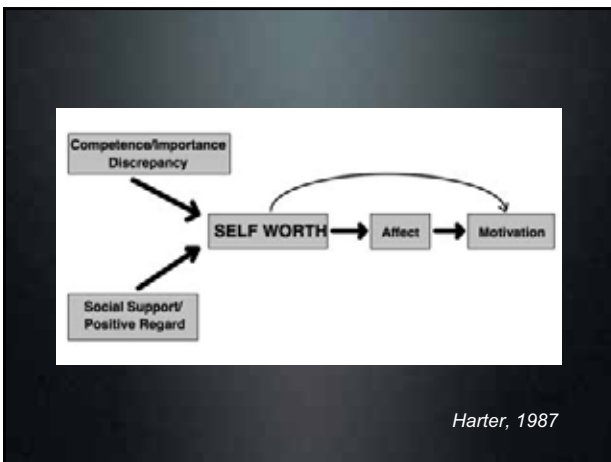 Competence/Importance
Discrepancy
SELF WORTH
Affect
Motivation
Social Support/
Positive Regard
Harter, 1987